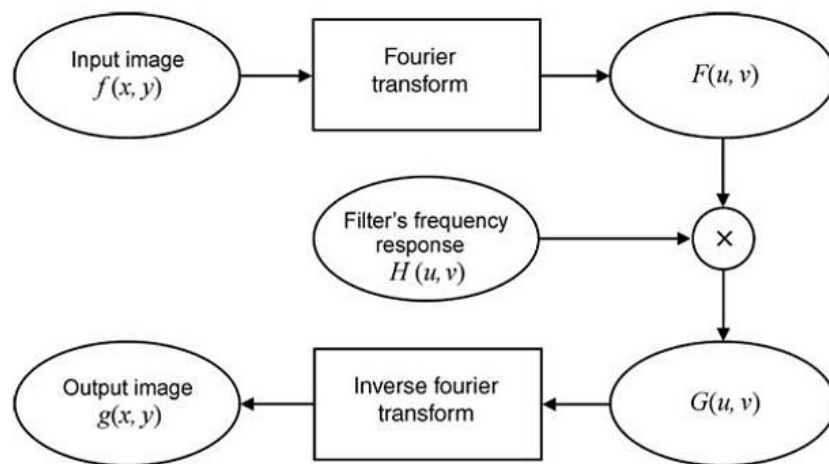 Input image
f(x, y)
Fourier
transform
F(u, v)
Filter's frequency
response
H(u, v)
×
Output image
g(x, y)
Inverse fourier
transform
G(u, v)